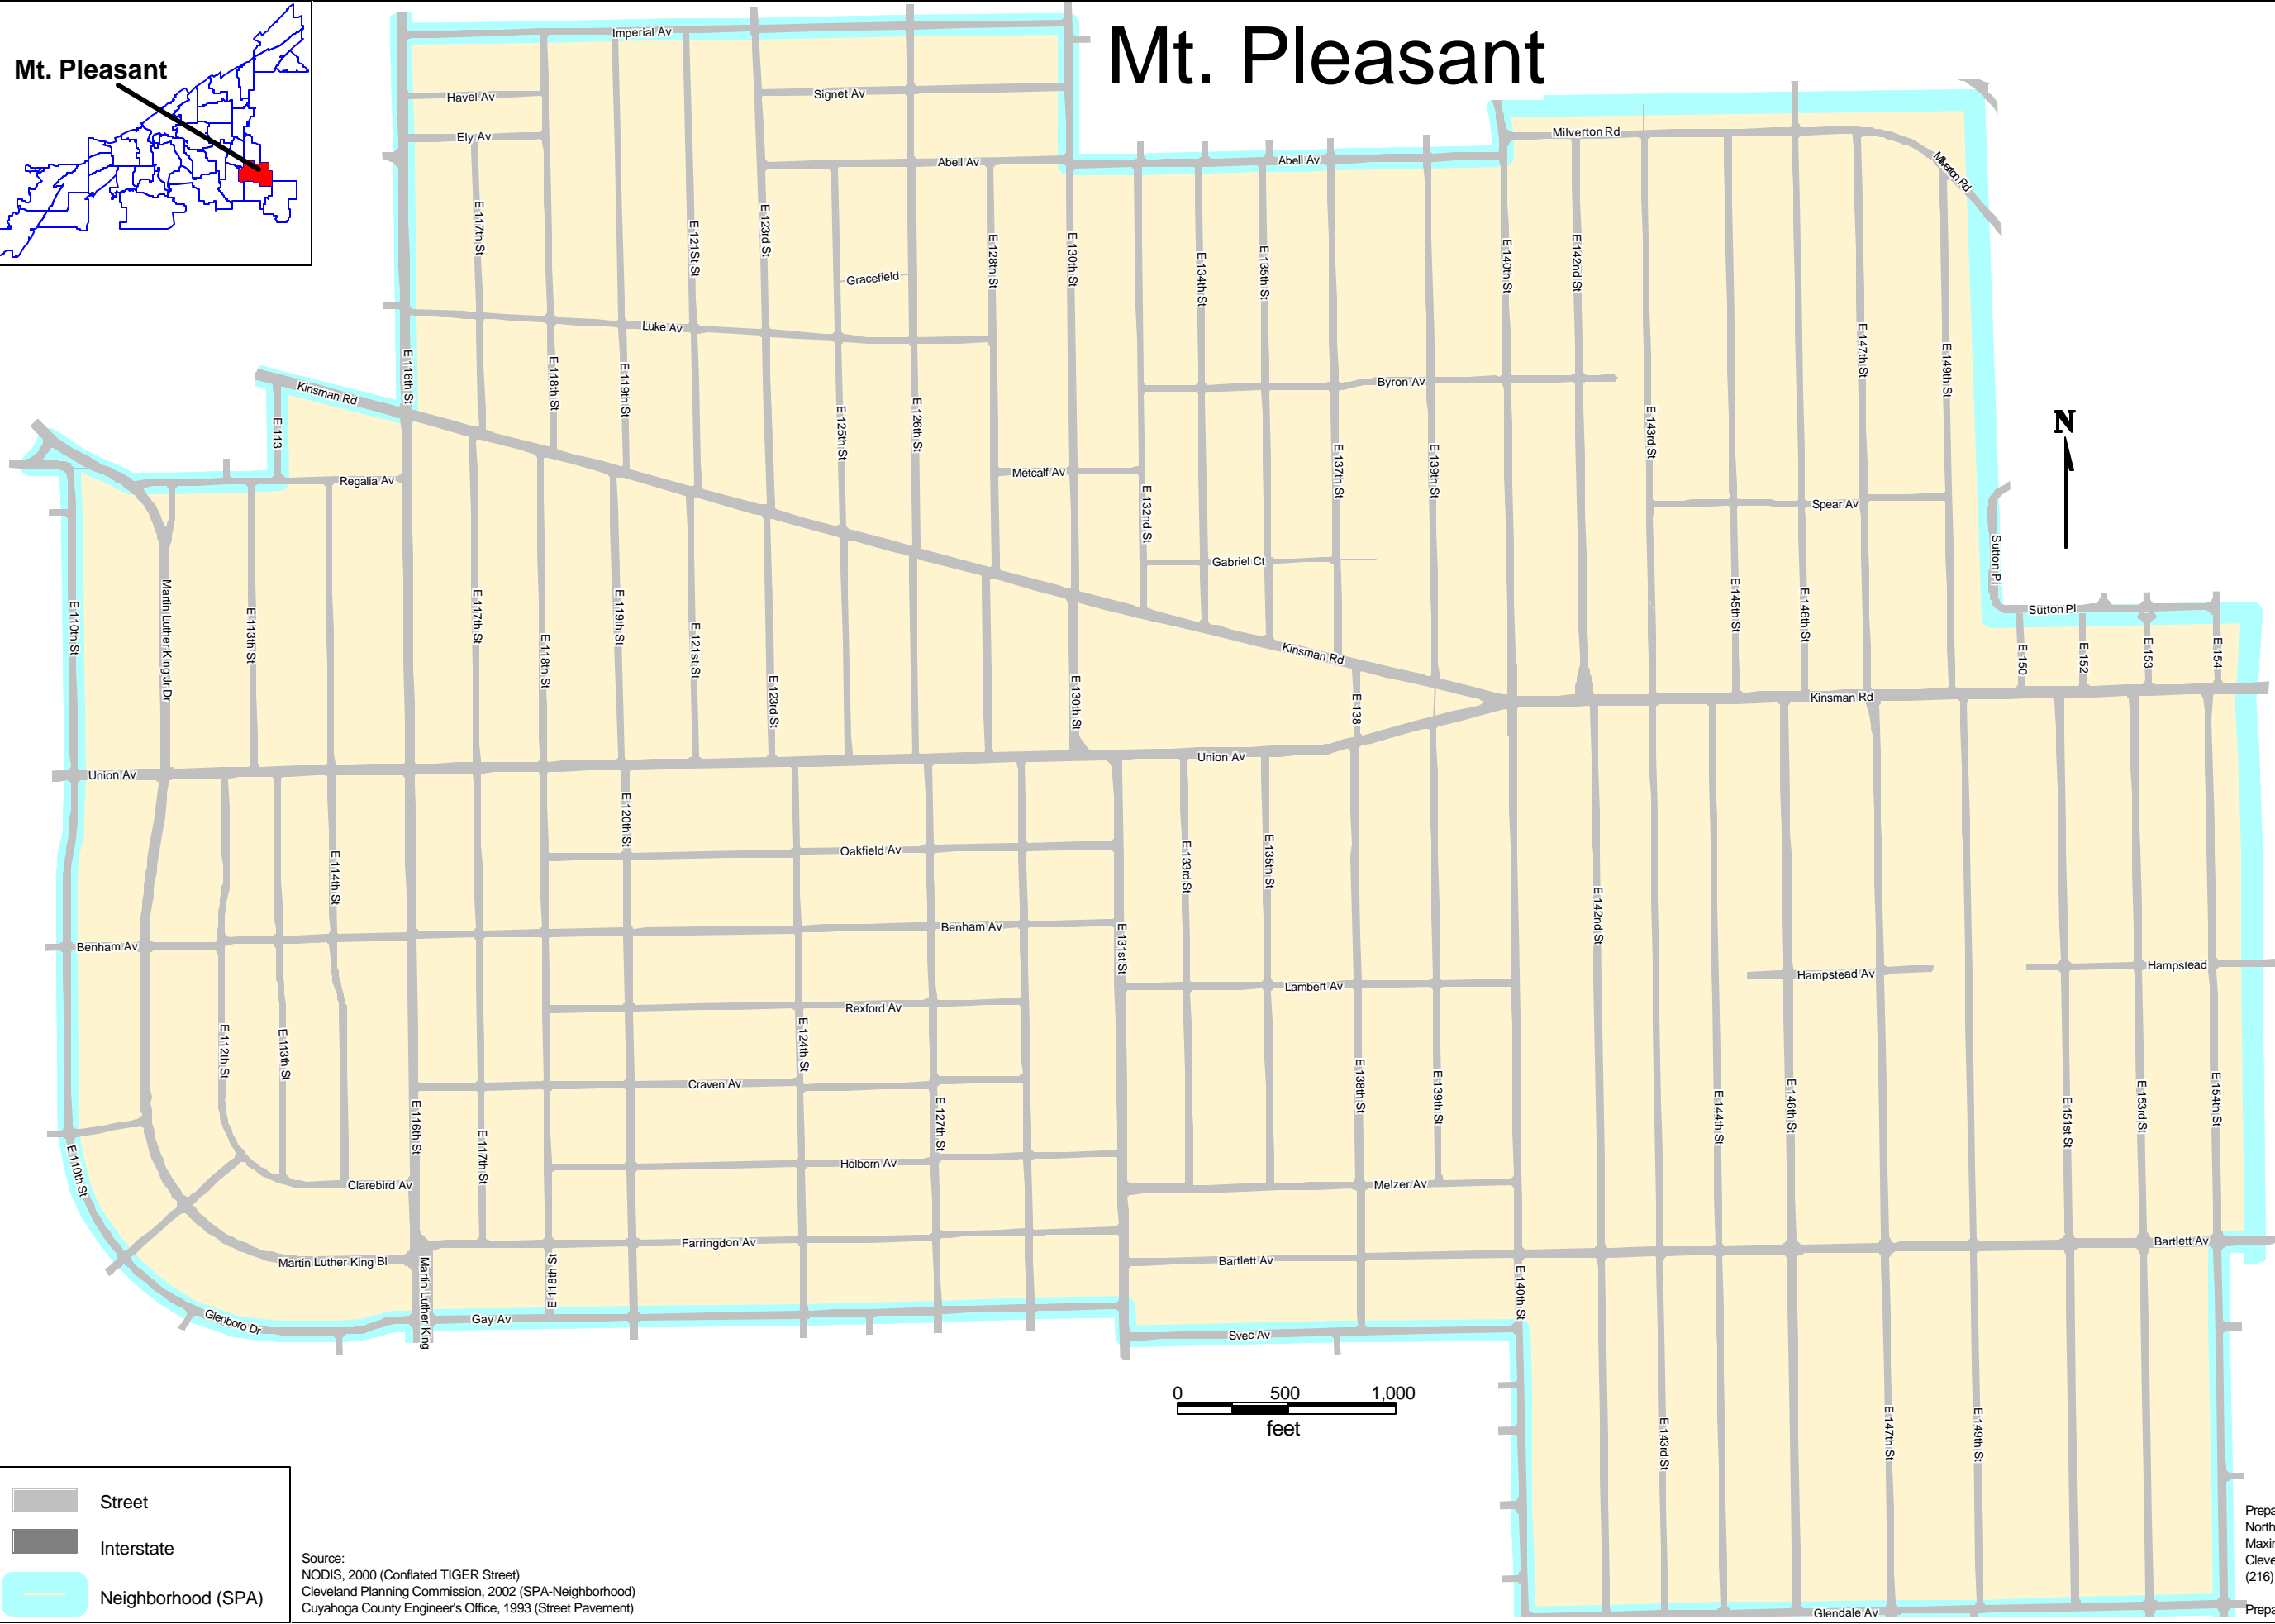 Mt. Pleasant
Mt. Pleasant
Imperial Av
Havel Av
Signet Av
Ely Av
Abell Av
Abell Av
Milverton Rd
Milverton Rd
E 117th St
E 121St St
E 123rd St
E 128th St
E 130th St
E 134th St
E 135th St
E 140th St
E 142nd St
Gracefield
Luke Av
E 116th St
E 118th St
E 119th St
E 125th St
E 126th St
Byron Av
E 147th St
E 149th St
Kinsman Rd
E 113
E 137th St
E 139th St
E 143rd St
N
Regalia Av
Metcalf Av
E 132nd St
Spear Av
Gabriel Ct
Sutton Pl
Sutton Pl
E 110th St
Martin Luther King Jr Dr
E 113th St
E 117th St
E 118th St
E 119th St
E 121st St
E 123rd St
E 130th St
Kinsman Rd
E 138
E 145th St
E 146th St
E 150
E 152
E 153
E 154
Kinsman Rd
Union Av
Union Av
E 114th St
E 120th St
Oakfield Av
E 133rd St
E 135th St
E 142nd St
Benham Av
Benham Av
E 131st St
Lambert Av
Hampstead Av
Hampstead
Rexford Av
E 112th St
E 113th St
E 124th St
Craven Av
E 116th St
E 117th St
E 127th St
E 138th St
E 139th St
E 144th St
E 146th St
E 151st St
E 153rd St
E 154th St
E 110th St
Holborn Av
Clarebird Av
Melzer Av
Farringdon Av
Bartlett Av
Bartlett Av
Martin Luther King Bl
Martin Luther King
E 118th St
E 140th St
Glenboro Dr
Gay Av
Svec Av
0 500 1,000
feet
E 143rd St
E 147th St
E 149th St
Glendale Av
Street
Interstate
Neighborhood (SPA)
Source:
NODIS, 2000 (Conflated TIGER Street)
Cleveland Planning Commission, 2002 (SPA-Neighborhood)
Cuyahoga County Engineer's Office, 1993 (Street Pavement)
Prepa
North
Maxin
Cleve
(216)
Prepa